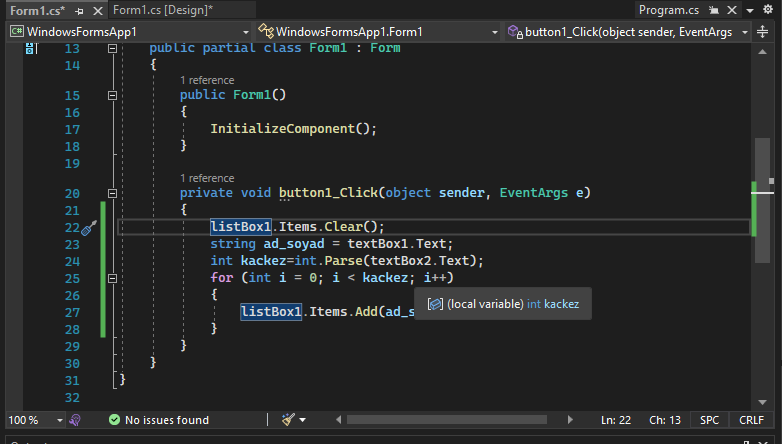 Form1.cs* Form1.cs [Design]* Program.cs
C# WindowsFormsApp1 WindowsFormsApp1.Form1 button1_Click(object sender, EventArgs
13 public partial class Form1 : Form
14 {
1 reference
15 public Form1()
16 {
17 InitializeComponent();
18 }
19
1 reference
20 private void button1_Click(object sender, EventArgs e)
21 {
22 listBox1.Items.Clear();
23 string ad_soyad = textBox1.Text;
24 int kackez=int.Parse(textBox2.Text);
25 for (int i = 0; i < kackez; i++)
26 {
(local variable) int kackez
27 listBox1.Items.Add(ad_s
28 }
29 }
30 }
31 }
32
100 % No issues found Ln: 22 Ch: 13 SPC CRLF